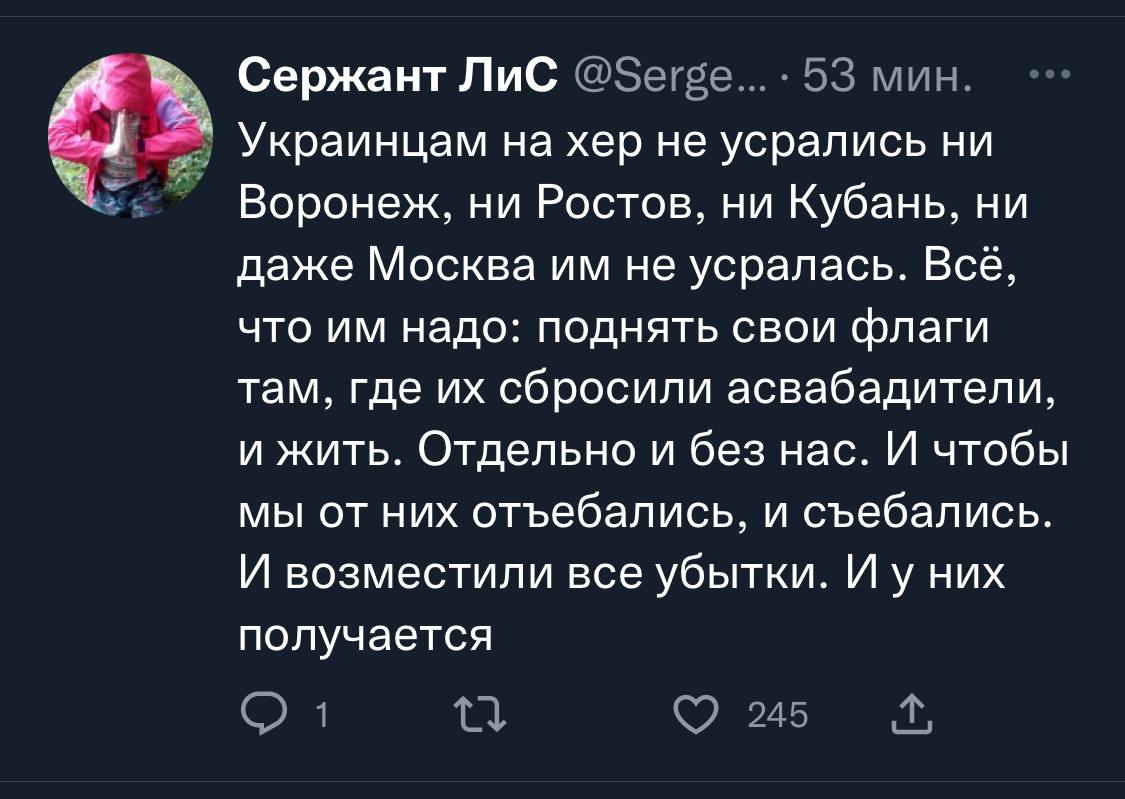 Сержант ЛиС @Serge... · 53 мин.
Украинцам на хер не усрались ни
Воронеж, ни Ростов, ни Кубань, ни
даже Москва им не усралась. Всё,
что им надо: поднять свои флаги
там, где их сбросили асвабадители,
и жить. Отдельно и без нас. И чтобы
мы от них отъебались, и съебались.
И возместили все убытки. И у них
получается
1 245